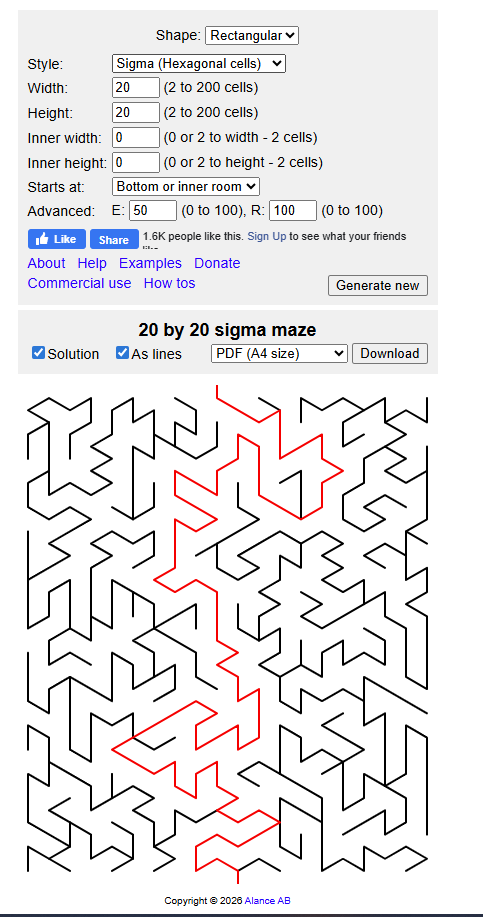 Shape: Rectangular
Style: Sigma (Hexagonal cells)
Width: 20 (2 to 200 cells)
Height: 20 (2 to 200 cells)
Inner width: 0 (0 or 2 to width - 2 cells)
Inner height: 0 (0 or 2 to height - 2 cells)
Starts at: Bottom or inner room
Advanced: E: 50 (0 to 100), R: 100 (0 to 100)
Like Share 1.6K people like this. Sign Up to see what your friends
About Help Examples Donate
Commercial use How tos Generate new
20 by 20 sigma maze
Solution As lines PDF (A4 size) Download
Copyright © 2026 Alance AB